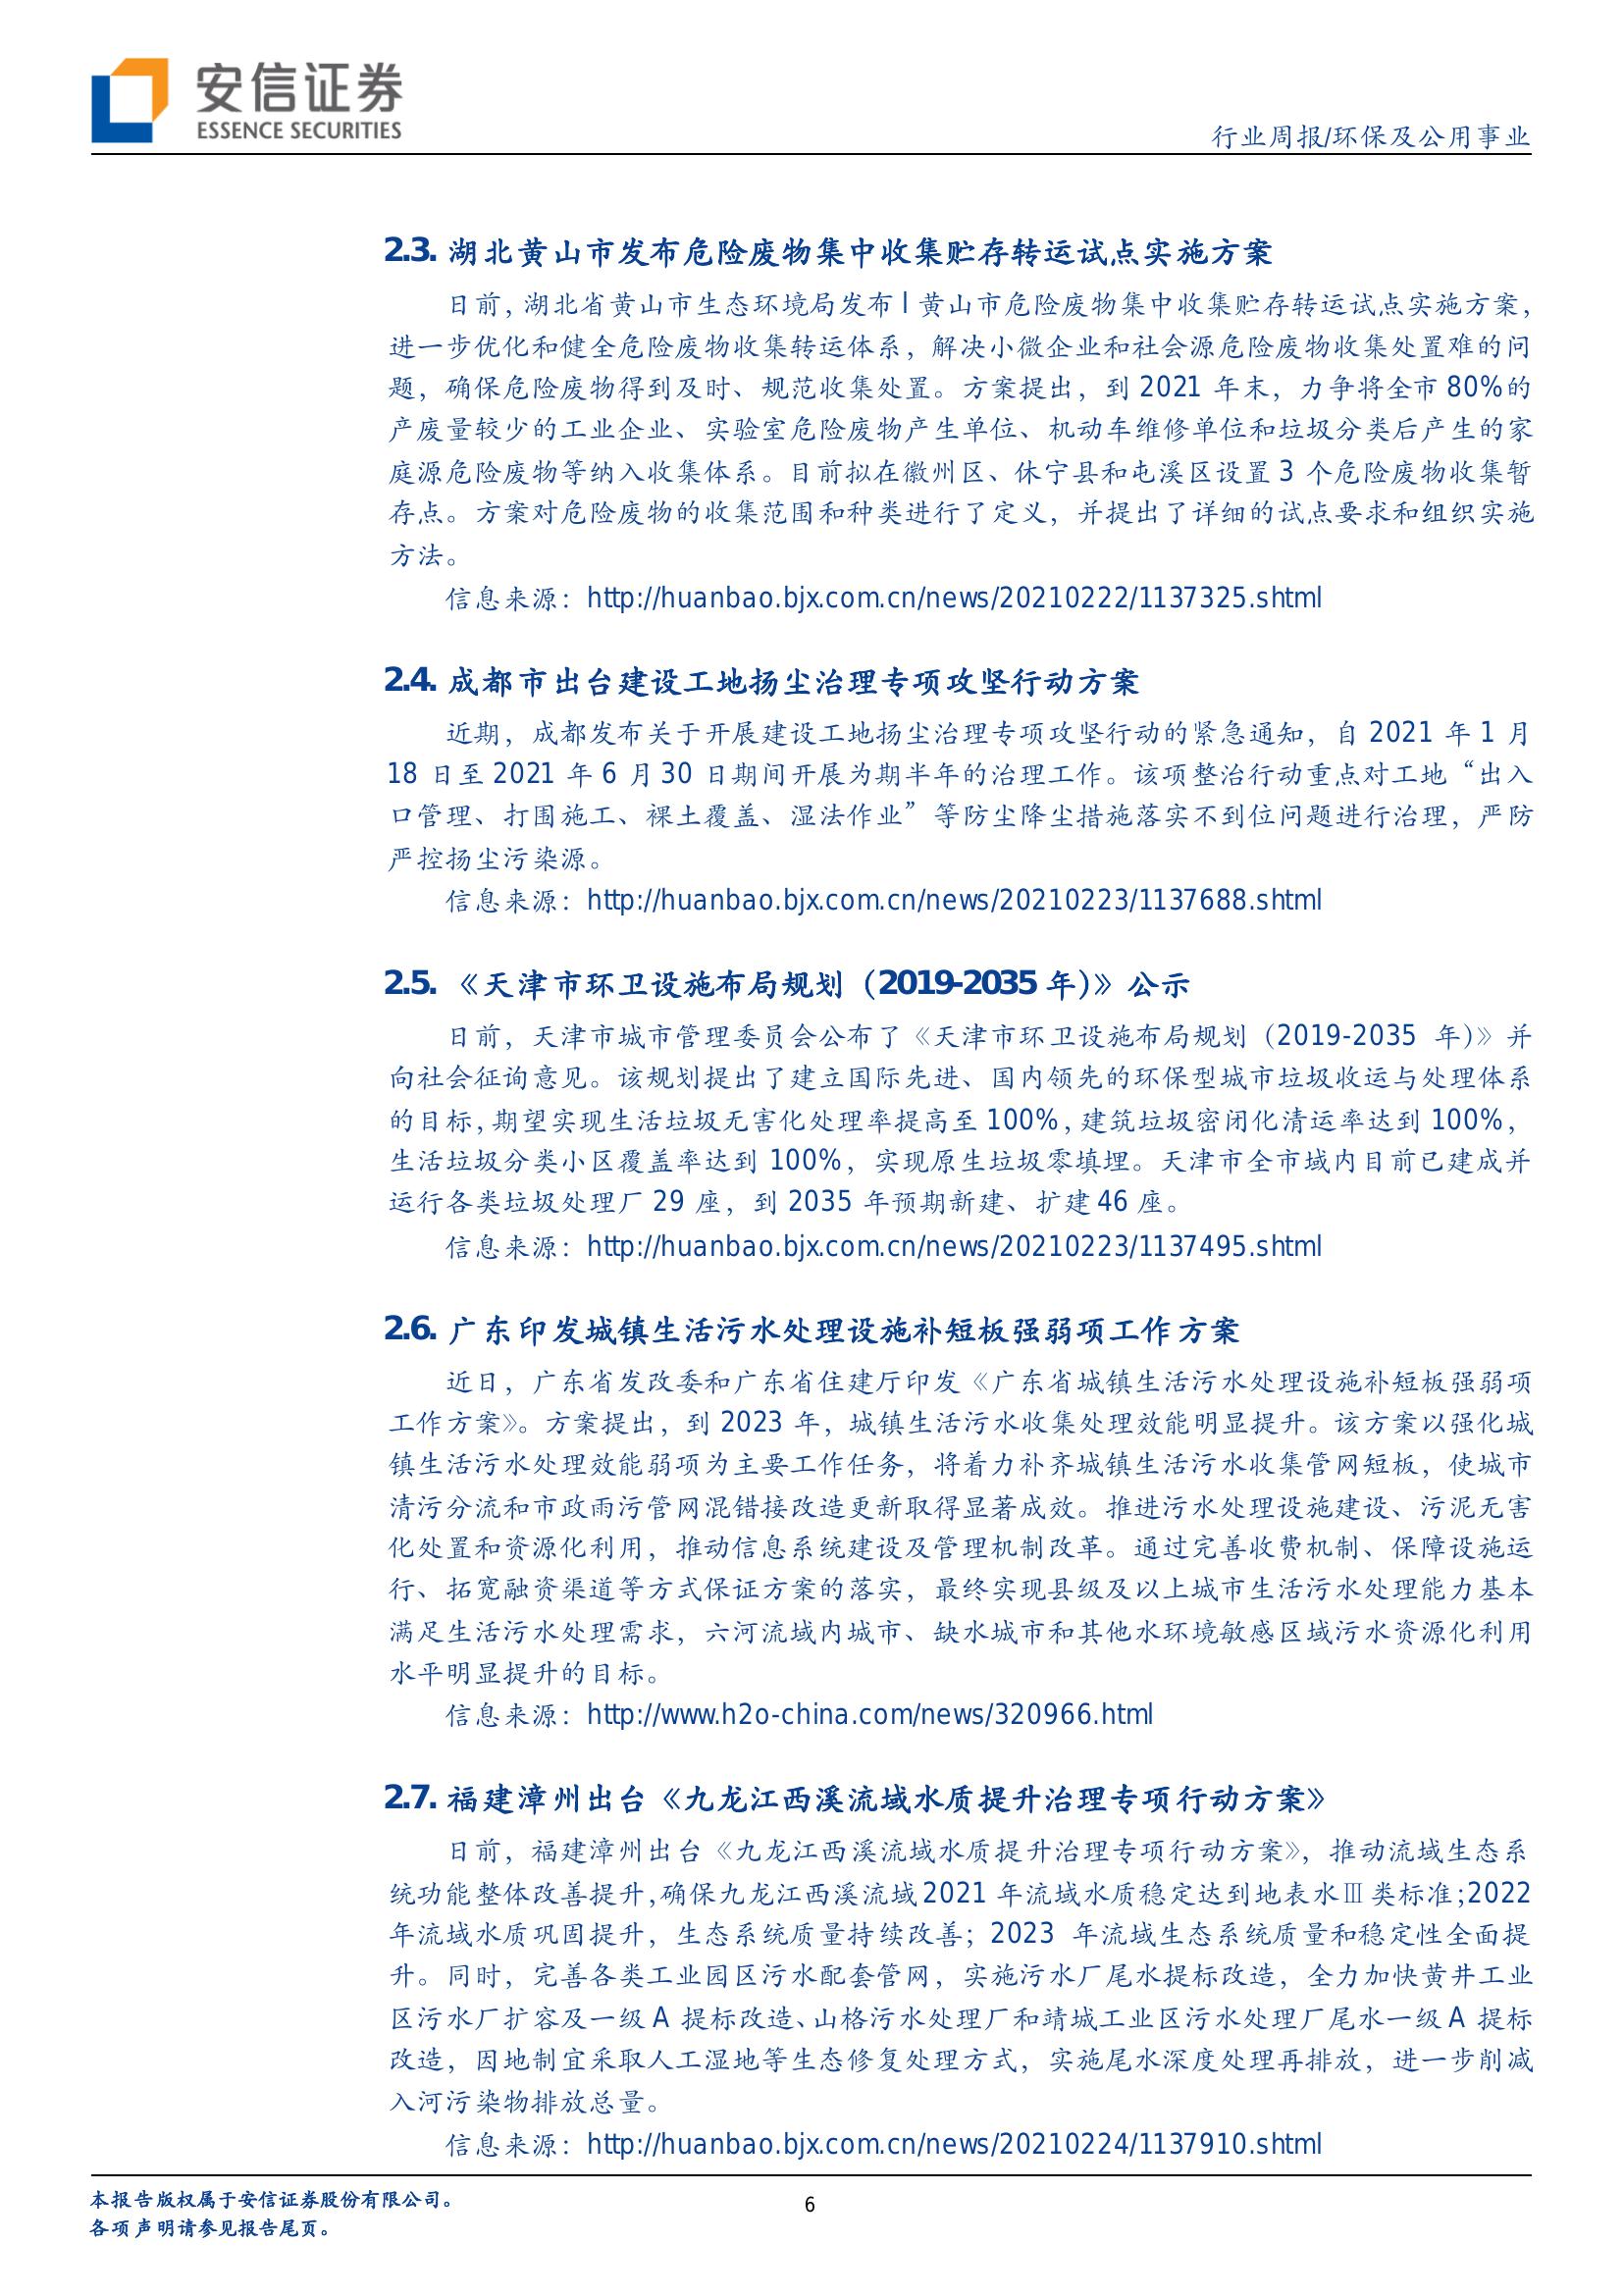 安信证券
ESSENCE SECURITIES
行业周报/环保及公用事业
2.3. 湖北黄山市发布危险废物集中收集贮存转运试点实施方案
日前，湖北省黄山市生态环境局发布 l 黄山市危险废物集中收集贮存转运试点实施方案，
进一步优化和健全危险废物收集转运体系，解决小微企业和社会源危险废物收集处置难的问
题，确保危险废物得到及时、规范收集处置。方案提出，到 2021 年末，力争将全市 80%的
产废量较少的工业企业、实验室危险废物产生单位、机动车维修单位和垃圾分类后产生的家
庭源危险废物等纳入收集体系。目前拟在徽州区、休宁县和屯溪区设置 3 个危险废物收集暂
存点。方案对危险废物的收集范围和种类进行了定义，并提出了详细的试点要求和组织实施
方法。
信息来源：http://huanbao.bjx.com.cn/news/20210222/1137325.shtml
2.4. 成都市出台建设工地扬尘治理专项攻坚行动方案
近期，成都发布关于开展建设工地扬尘治理专项攻坚行动的紧急通知，自 2021 年 1 月
18 日至 2021 年 6 月 30 日期间开展为期半年的治理工作。该项整治行动重点对工地“出入
口管理、打围施工、裸土覆盖、湿法作业”等防尘降尘措施落实不到位问题进行治理，严防
严控扬尘污染源。
信息来源：http://huanbao.bjx.com.cn/news/20210223/1137688.shtml
2.5. 《天津市环卫设施布局规划（2019-2035 年）》公示
日前，天津市城市管理委员会公布了《天津市环卫设施布局规划（2019-2035 年）》并
向社会征询意见。该规划提出了建立国际先进、国内领先的环保型城市垃圾收运与处理体系
的目标，期望实现生活垃圾无害化处理率提高至 100%，建筑垃圾密闭化清运率达到 100%，
生活垃圾分类小区覆盖率达到 100%，实现原生垃圾零填埋。天津市全市域内目前已建成并
运行各类垃圾处理厂 29 座，到 2035 年预期新建、扩建 46 座。
信息来源：http://huanbao.bjx.com.cn/news/20210223/1137495.shtml
2.6. 广东印发城镇生活污水处理设施补短板强弱项工作方案
近日，广东省发改委和广东省住建厅印发《广东省城镇生活污水处理设施补短板强弱项
工作方案》。方案提出，到 2023 年，城镇生活污水收集处理效能明显提升。该方案以强化城
镇生活污水处理效能弱项为主要工作任务，将着力补齐城镇生活污水收集管网短板，使城市
清污分流和市政雨污管网混错接改造更新取得显著成效。推进污水处理设施建设、污泥无害
化处置和资源化利用，推动信息系统建设及管理机制改革。通过完善收费机制、保障设施运
行、拓宽融资渠道等方式保证方案的落实，最终实现县级及以上城市生活污水处理能力基本
满足生活污水处理需求，六河流域内城市、缺水城市和其他水环境敏感区域污水资源化利用
水平明显提升的目标。
信息来源：http://www.h2o-china.com/news/320966.html
2.7. 福建漳州出台《九龙江西溪流域水质提升治理专项行动方案》
日前，福建漳州出台《九龙江西溪流域水质提升治理专项行动方案》，推动流域生态系
统功能整体改善提升，确保九龙江西溪流域 2021 年流域水质稳定达到地表水Ⅲ类标准；2022
年流域水质巩固提升，生态系统质量持续改善；2023 年流域生态系统质量和稳定性全面提
升。同时，完善各类工业园区污水配套管网，实施污水厂尾水提标改造，全力加快黄井工业
区污水厂扩容及一级 A 提标改造、山格污水处理厂和靖城工业区污水处理厂尾水一级 A 提标
改造，因地制宜采取人工湿地等生态修复处理方式，实施尾水深度处理再排放，进一步削减
入河污染物排放总量。
信息来源：http://huanbao.bjx.com.cn/news/20210224/1137910.shtml
本报告版权属于安信证券股份有限公司。
6
各项声明请参见报告尾页。